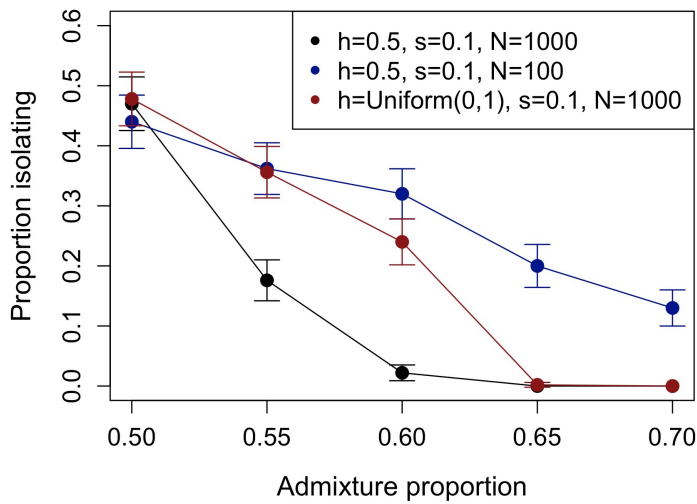 h=0.5, s=0.1, N=1000
h=0.5, s=0.1, N=100
h=Uniform(0,1), s=0.1, N=1000
Proportion isolating
0.6
0.5
0.4
0.3
0.2
0.1
0.0
0.50 0.55 0.60 0.65 0.70
Admixture proportion